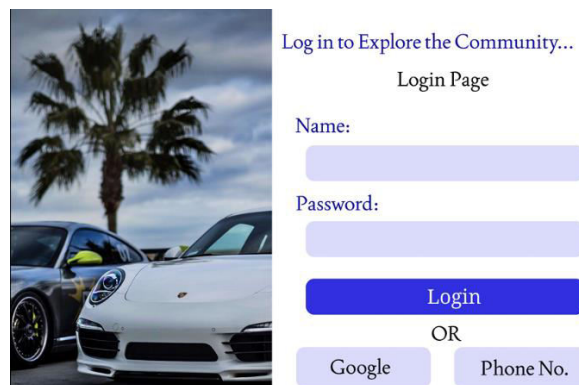 Log in to Explore the Community...
Login Page
Name:
Password:
Login
OR
Google
Phone No.